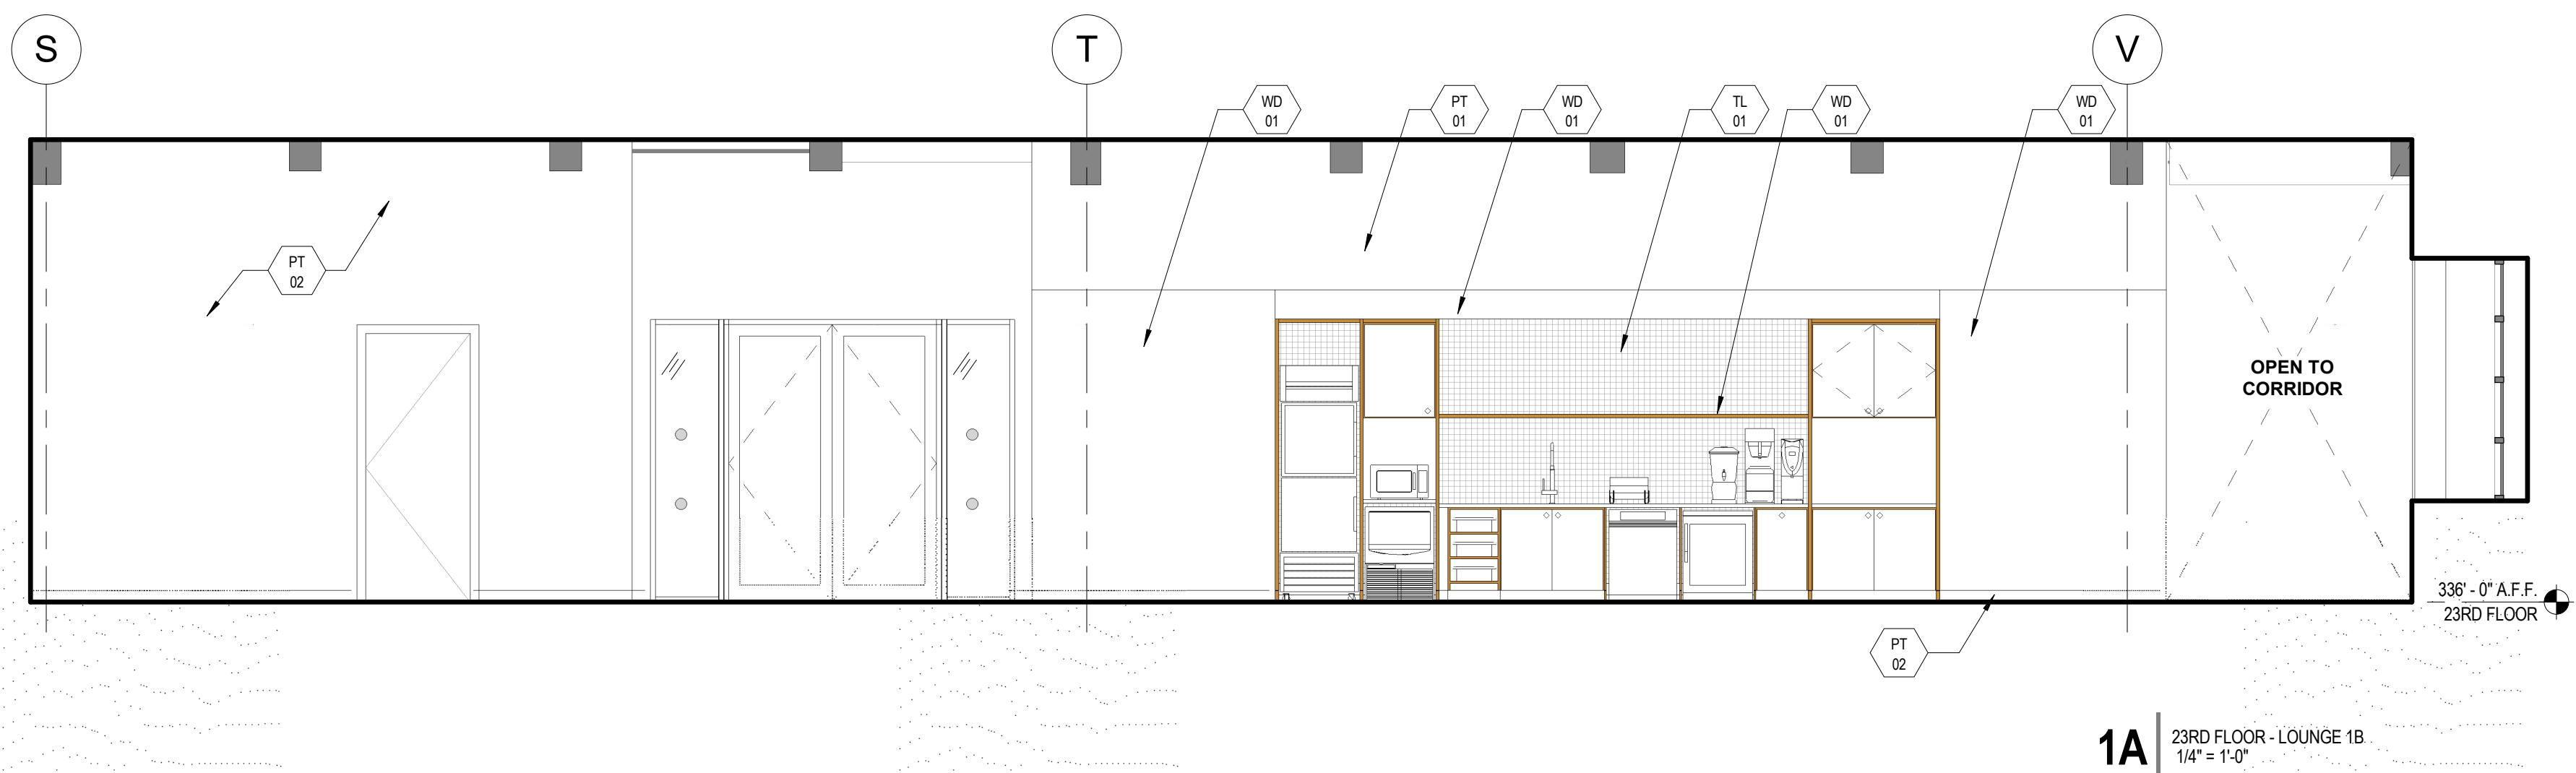 S
T
V
WD
01
PT
01
WD
01
TL
01
WD
01
WD
01
PT
02
OPEN TO
CORRIDOR
336' - 0" A.F.F.
23RD FLOOR
PT
02
1A
23RD FLOOR - LOUNGE 1B
1/4" = 1'-0"